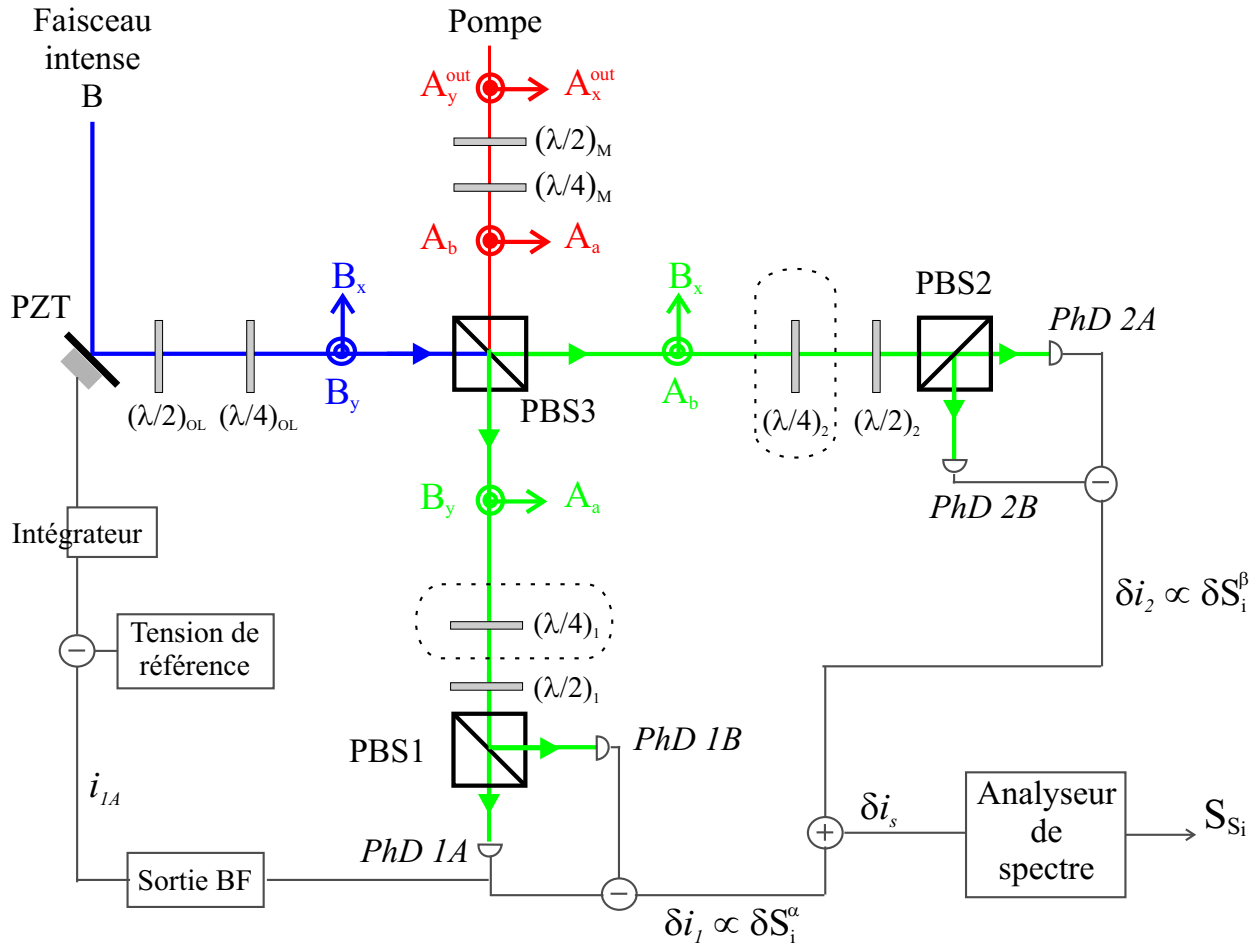 Faisceau
intense
B
Pompe
A_y^out
A_x^out
(λ/2)_M
(λ/4)_M
A_b
A_a
PZT
B_x
B_y
(λ/2)_OL
(λ/4)_OL
PBS3
B_x
A_b
(λ/4)_2
(λ/2)_2
PBS2
PhD 2A
PhD 2B
B_y
A_a
Intégrateur
Tension de
référence
(λ/4)_1
(λ/2)_1
PBS1
PhD 1B
PhD 1A
i_1A
Sortie BF
δi_1 ∝ δS_i^α
δi_2 ∝ δS_i^β
δi_s
Analyseur
de
spectre
S_S_i
−
−
−
+